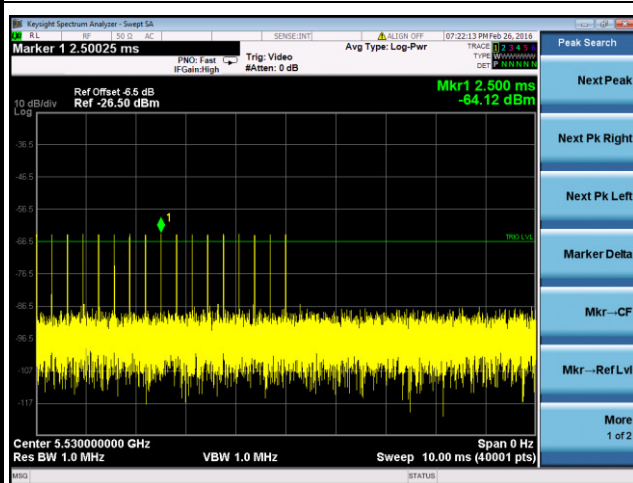 Keysight Spectrum Analyzer - Swept SA
RL RF 50 Ω AC SENSE:INT ALIGN OFF 07:22:13 PM Feb 26, 2016
Marker 1 2.50025 ms
PNO: Fast
IFGain:High
Trig: Video
#Atten: 0 dB
Avg Type: Log-Pwr
TRACE 1 2 3 4 5 6
TYPE WWWWWW
DET P NNNNN
Ref Offset -6.5 dB
Ref -26.50 dBm
10 dB/div
Log
Mkr1 2.500 ms
-64.12 dBm
-36.5
-46.5
-56.5
-66.5
-76.5
-86.5
-96.5
-107
-117
1
TRIG LVL
Center 5.530000000 GHz
Res BW 1.0 MHz
VBW 1.0 MHz
Span 0 Hz
Sweep 10.00 ms (40001 pts)
MSG
STATUS
Peak Search
Next Peak
Next Pk Right
Next Pk Left
Marker Delta
Mkr→CF
Mkr→Ref Lvl
More
1 of 2